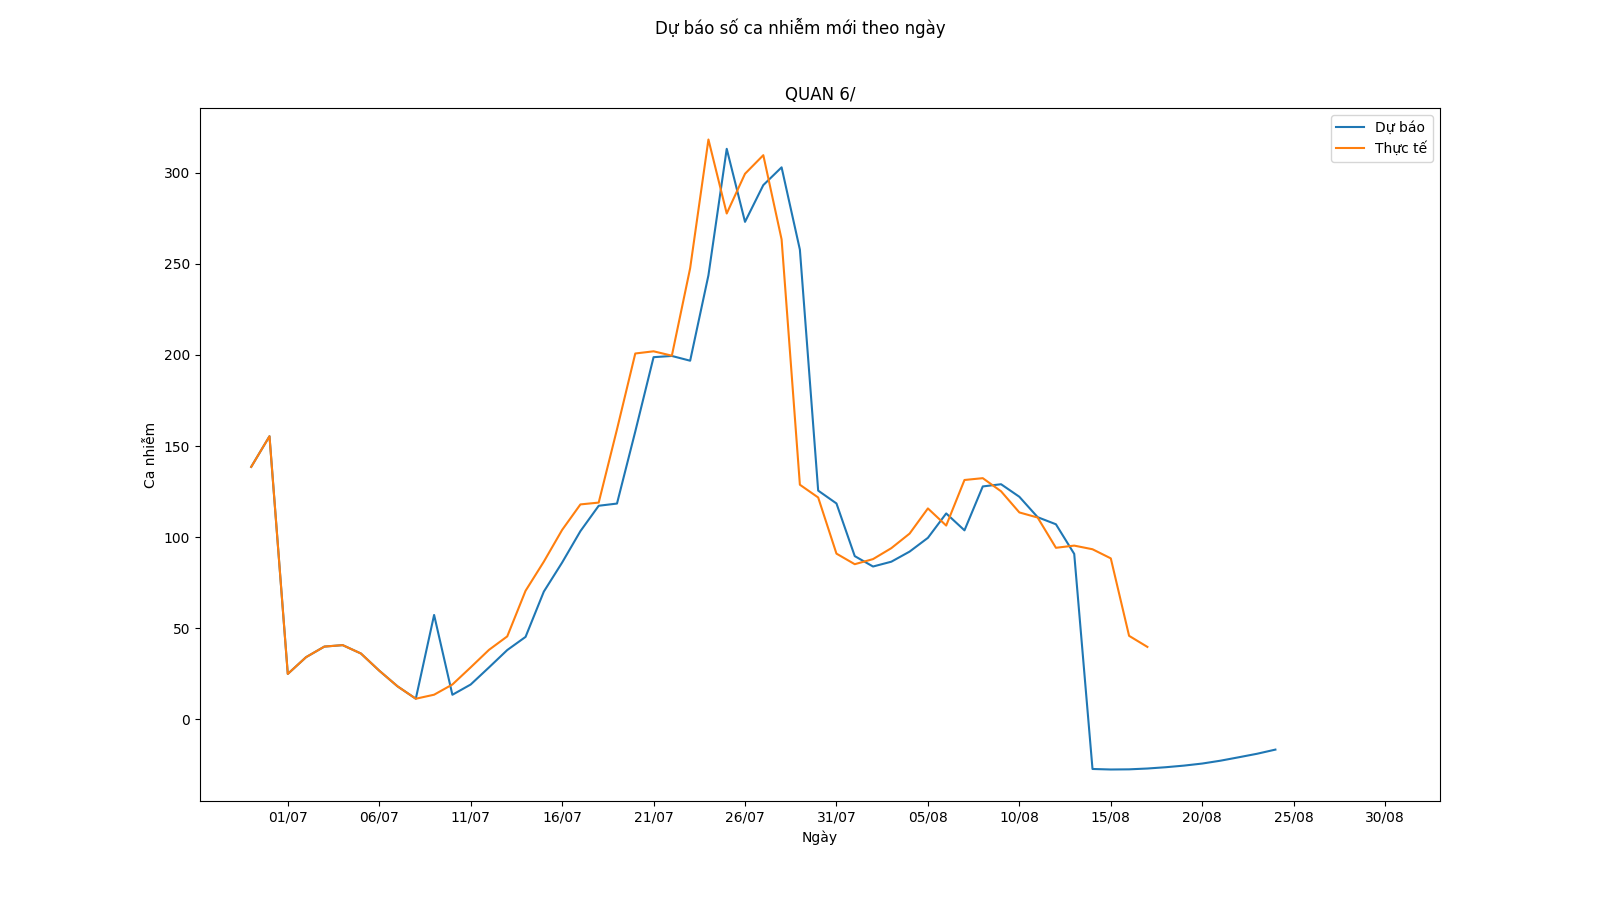 Dự báo số ca nhiễm mới theo ngày
QUAN 6/
Dự báo
Thực tế
300
250
200
150
100
50
0
Ca nhiễm
01/07 06/07 11/07 16/07 21/07 26/07 31/07 05/08 10/08 15/08 20/08 25/08 30/08
Ngày